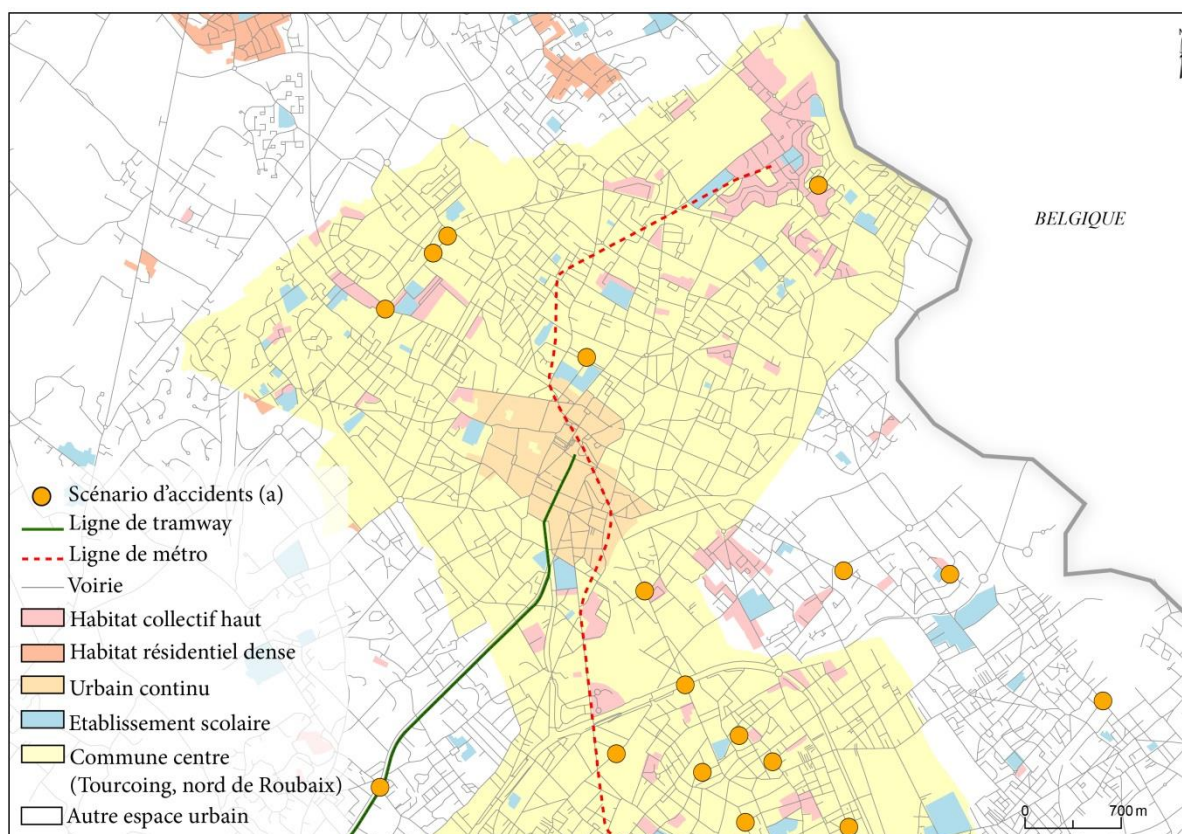 BELGIQUE
Scénario d'accidents (a)
Ligne de tramway
Ligne de métro
Voirie
Habitat collectif haut
Habitat résidentiel dense
Urbain continu
Etablissement scolaire
Commune centre
(Tourcoing, nord de Roubaix)
Autre espace urbain
0 700 m